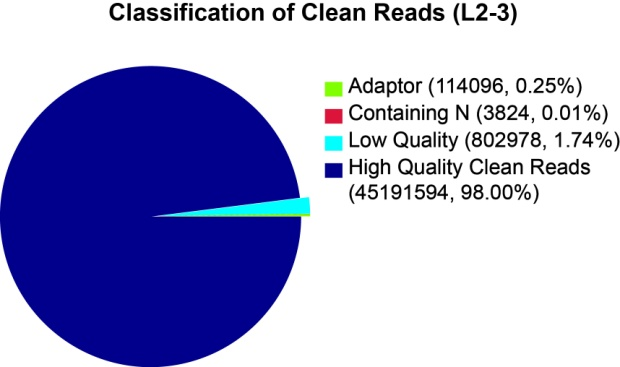 Classification of Clean Reads (L2-3)
Adaptor (114096, 0.25%)
Containing N (3824, 0.01%)
Low Quality (802978, 1.74%)
High Quality Clean Reads
(45191594, 98.00%)